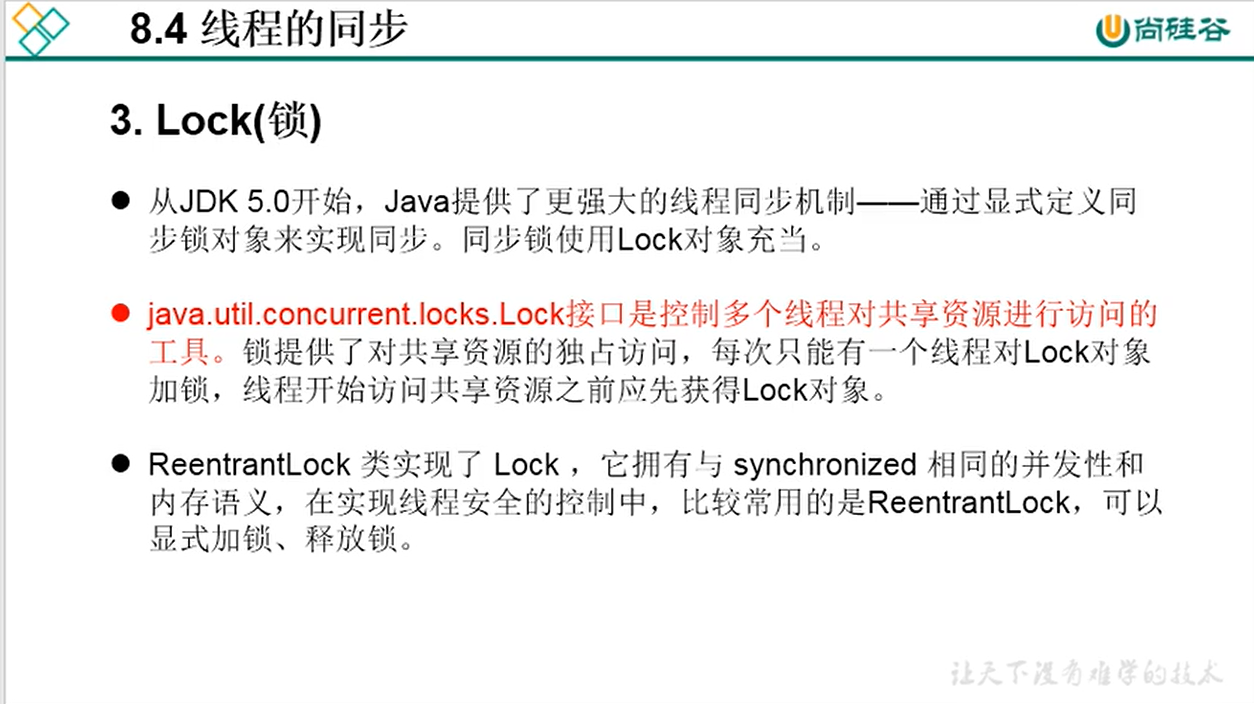 8.4 线程的同步
尚硅谷
3. Lock(锁)
● 从JDK 5.0开始，Java提供了更强大的线程同步机制——通过显式定义同
步锁对象来实现同步。同步锁使用Lock对象充当。
● java.util.concurrent.locks.Lock接口是控制多个线程对共享资源进行访问的
工具。锁提供了对共享资源的独占访问，每次只能有一个线程对Lock对象
加锁，线程开始访问共享资源之前应先获得Lock对象。
● ReentrantLock 类实现了 Lock ，它拥有与 synchronized 相同的并发性和
内存语义，在实现线程安全的控制中，比较常用的是ReentrantLock，可以
显式加锁、释放锁。
让天下没有难学的技术